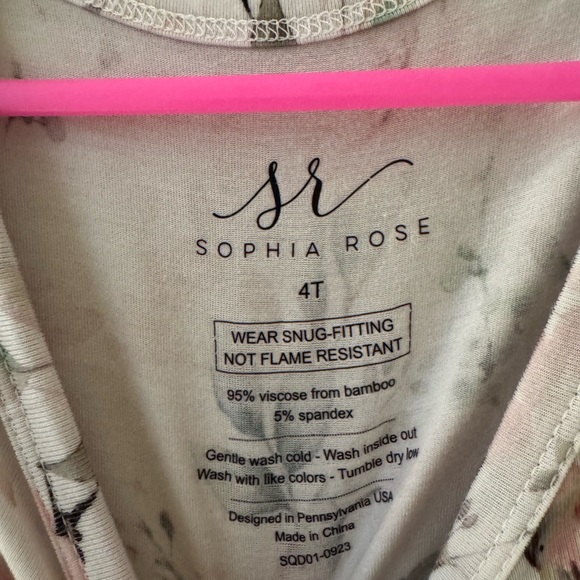 sr
SOPHIA ROSE
4T
WEAR SNUG-FITTING
NOT FLAME RESISTANT
95% viscose from bamboo
5% spandex
Gentle wash cold - Wash inside out
Wash with like colors - Tumble dry low
Designed in Pennsylvania USA
Made in China
SQD01-0923